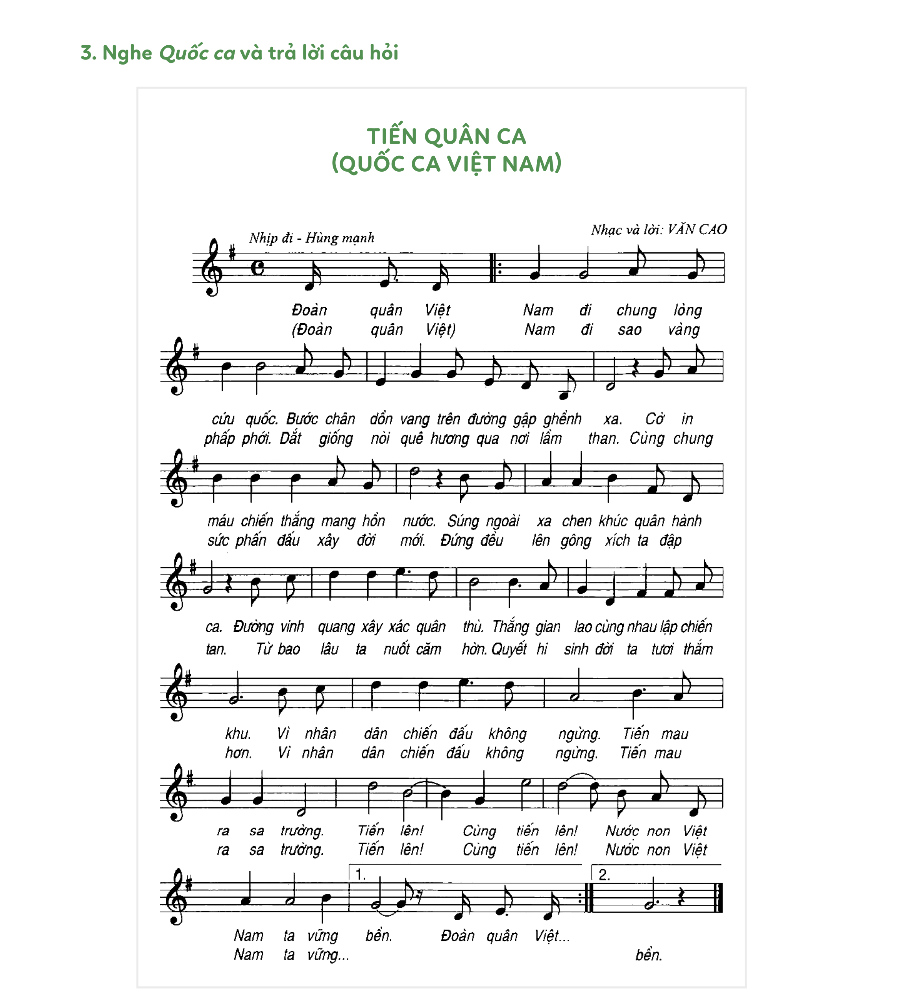 3. Nghe Quốc ca và trả lời câu hỏi
TIẾN QUÂN CA
(QUỐC CA VIỆT NAM)
Nhịp đi - Hùng mạnh
Nhạc và lời: VĂN CAO
Đoàn quân Việt Nam đi chung lòng
(Đoàn quân Việt) Nam đi sao vàng
cứu quốc. Bước chân dồn vang trên đường gập ghềnh xa. Cờ in
phấp phới. Dắt giống nòi quê hương qua nơi lầm than. Cùng chung
máu chiến thắng mang hồn nước. Súng ngoài xa chen khúc quân hành
sức phấn đấu xây đời mới. Đứng đều lên gông xích ta đập
ca. Đường vinh quang xây xác quân thù. Thắng gian lao cùng nhau lập chiến
tan. Từ bao lâu ta nuốt căm hờn. Quyết hi sinh đời ta tươi thắm
khu. Vì nhân dân chiến đấu không ngừng. Tiến mau
hơn. Vì nhân dân chiến đấu không ngừng. Tiến mau
ra sa trường. Tiến lên! Cùng tiến lên! Nước non Việt
ra sa trường. Tiến lên! Cùng tiến lên! Nước non Việt
1. 2.
Nam ta vững bền. Đoàn quân Việt...
Nam ta vững... bền.